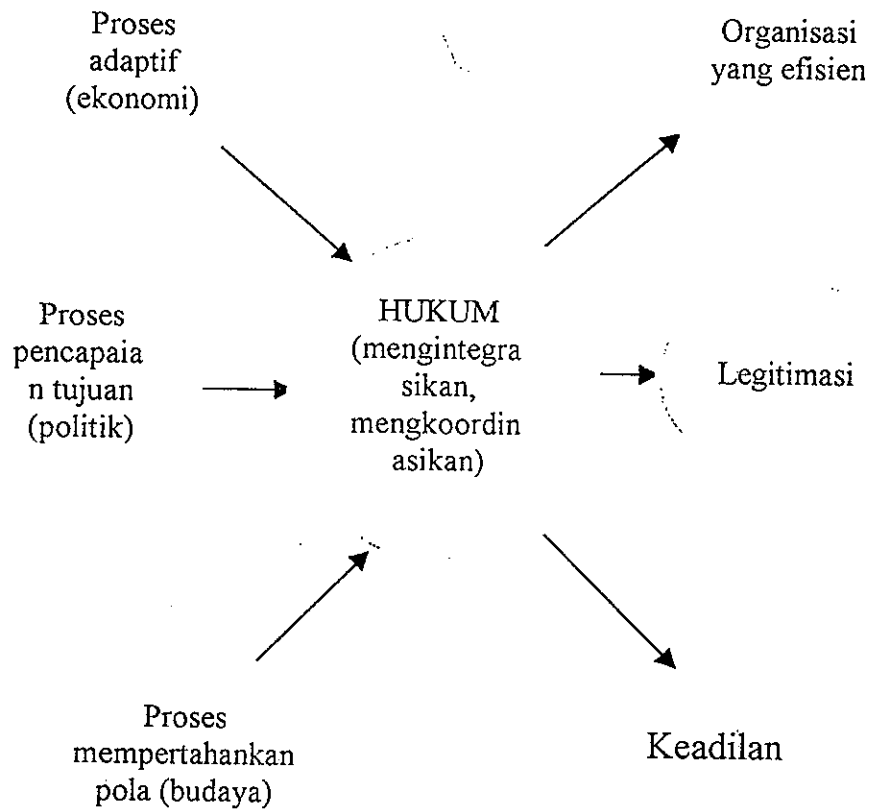 Proses
adaptif
(ekonomi)
Organisasi
yang efisien
Proses
pencapaia
n tujuan
(politik)
HUKUM
(mengintegra
sikan,
mengkoordin
asikan)
Legitimasi
Proses
mempertahankan
pola (budaya)
Keadilan